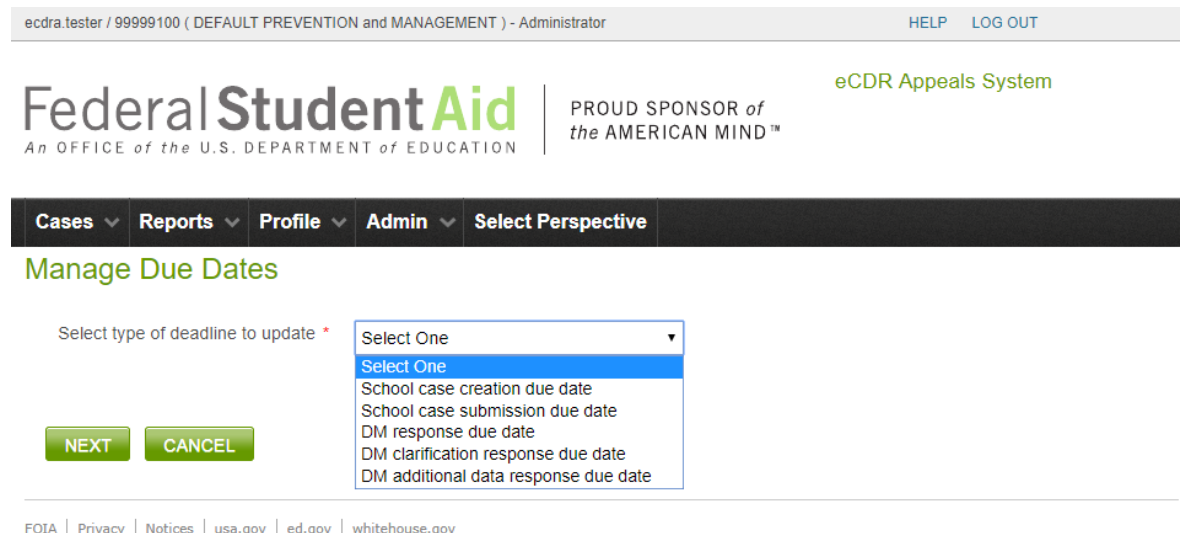 ecdra.tester / 99999100 ( DEFAULT PREVENTION and MANAGEMENT ) - Administrator HELP LOG OUT
eCDR Appeals System
Federal Student Aid
An OFFICE of the U.S. DEPARTMENT of EDUCATION
PROUD SPONSOR of
the AMERICAN MIND™
Cases Reports Profile Admin Select Perspective
Manage Due Dates
Select type of deadline to update * Select One
Select One
School case creation due date
School case submission due date
DM response due date
DM clarification response due date
DM additional data response due date
NEXT CANCEL
FOIA | Privacy | Notices | usa.gov | ed.gov | whitehouse.gov